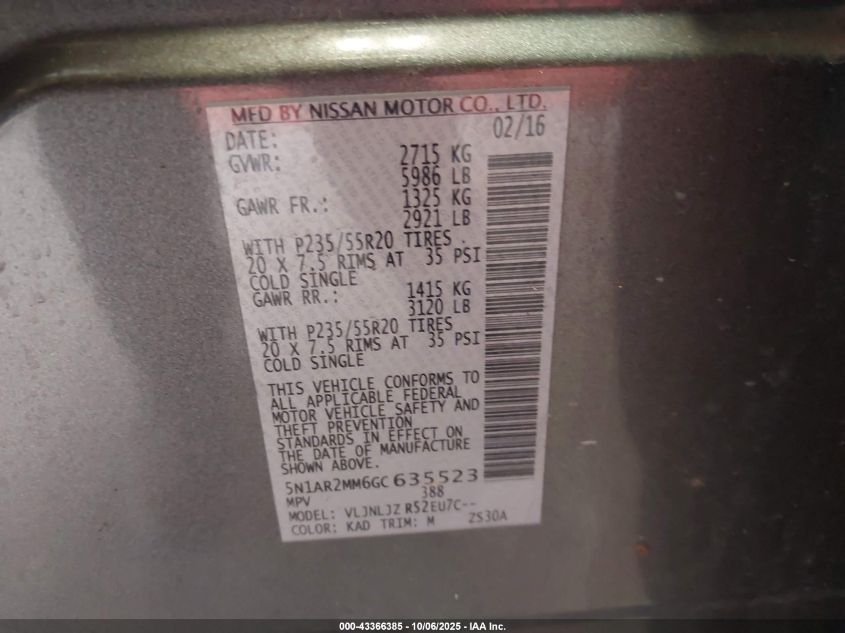 MFD BY NISSAN MOTOR CO., LTD.
DATE: 02/16
GVWR: 2715 KG
5986 LB
GAWR FR.: 1325 KG
2921 LB
WITH P235/55R20 TIRES
20 X 7.5 RIMS AT 35 PSI
COLD SINGLE
GAWR RR.: 1415 KG
3120 LB
WITH P235/55R20 TIRES
20 X 7.5 RIMS AT 35 PSI
COLD SINGLE
THIS VEHICLE CONFORMS TO
ALL APPLICABLE FEDERAL
MOTOR VEHICLE SAFETY AND
THEFT PREVENTION
STANDARDS IN EFFECT ON
THE DATE OF MANUFACTURE
SHOWN ABOVE.
5N1AR2MM6GC635523
MPV 388
MODEL: VLJNLJZ R52EU7C--
COLOR: KAD TRIM: M ZS30A
000-43366385 - 10/06/2025 - IAA Inc.